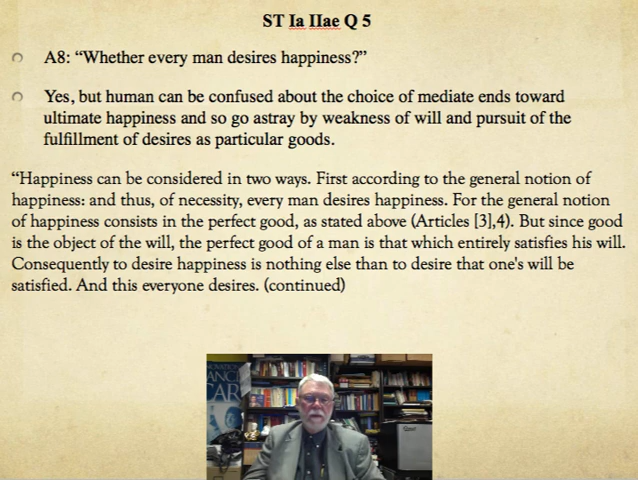 ST Ia IIae Q 5
A8: “Whether every man desires happiness?”
Yes, but human can be confused about the choice of mediate ends toward
ultimate happiness and so go astray by weakness of will and pursuit of the
fulfillment of desires as particular goods.
“Happiness can be considered in two ways. First according to the general notion of
happiness: and thus, of necessity, every man desires happiness. For the general notion
of happiness consists in the perfect good, as stated above (Articles [3],4). But since good
is the object of the will, the perfect good of a man is that which entirely satisfies his will.
Consequently to desire happiness is nothing else than to desire that one's will be
satisfied. And this everyone desires. (continued)